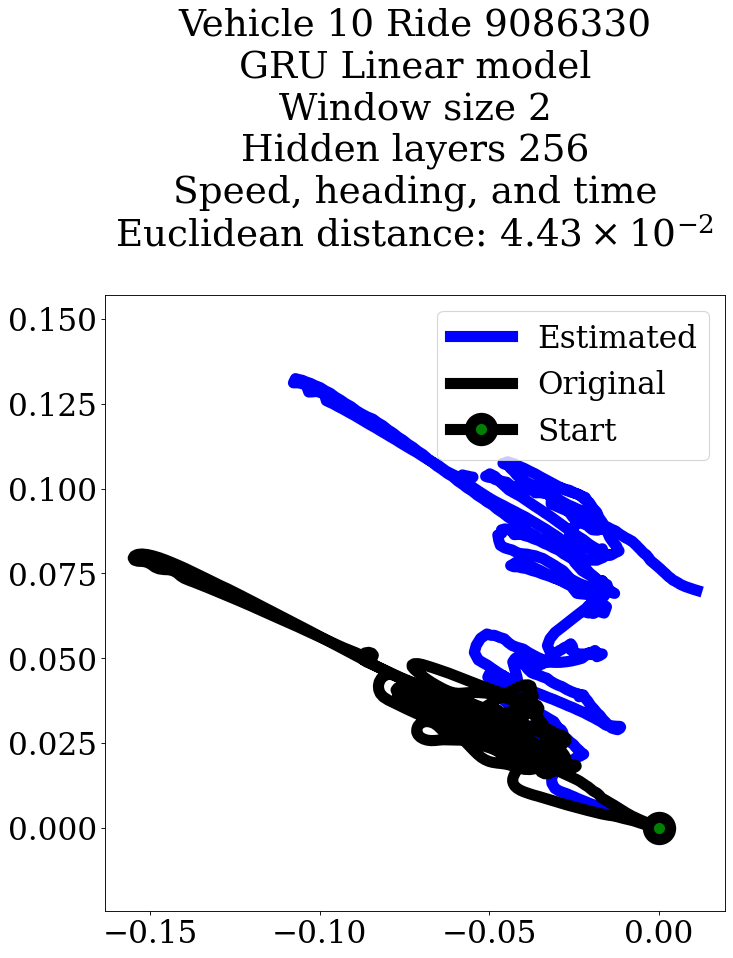 Vehicle 10 Ride 9086330
GRU Linear model
Window size 2
Hidden layers 256
Speed, heading, and time
Euclidean distance: 4.43 × 10⁻²
0.150
0.125
0.100
0.075
0.050
0.025
0.000
Estimated
Original
Start
−0.15
−0.10
−0.05
0.00